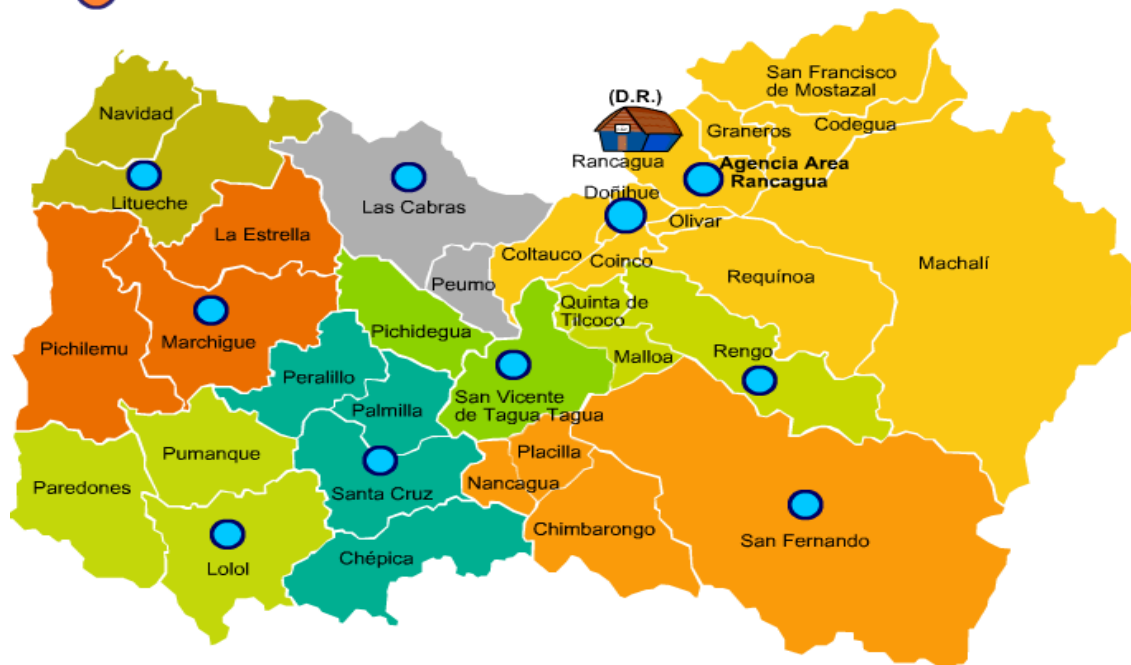 San Francisco
de Mostazal
(D.R.)
Navidad
Graneros
Codegua
Rancagua
Agencia Area
Rancagua
Doñihue
Litueche
Las Cabras
Olivar
La Estrella
Coltauco
Coinco
Requínoa
Machalí
Peumo
Quinta de
Tilcoco
Pichidegua
Pichilemu
Marchigue
Malloa
Rengo
Peralillo
San Vicente
de Tagua Tagua
Palmilla
Pumanque
Placilla
Paredones
Nancagua
Santa Cruz
Chimbarongo
San Fernando
Chépica
Lolol